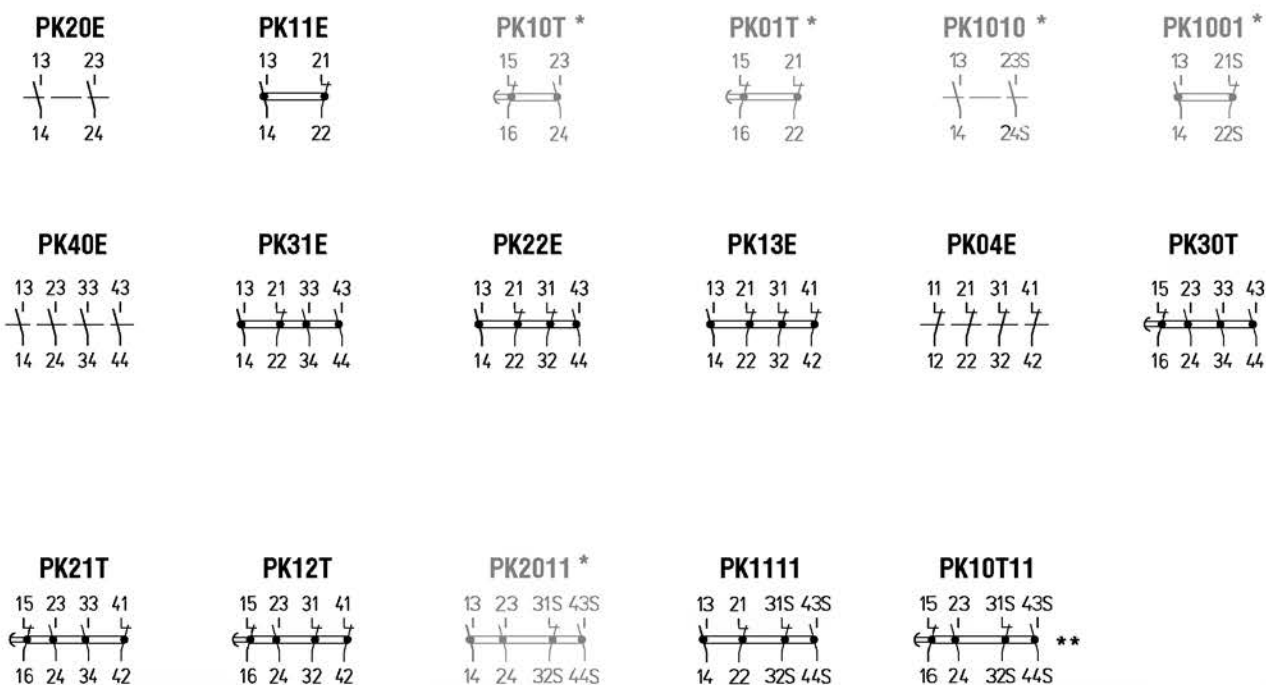 PK20E PK11E PK10T * PK01T * PK1010 * PK1001 *
13 23 13 21 15 23 15 21 13 23S 13 21S
14 24 14 22 16 24 16 22 14 24S 14 22S
PK40E PK31E PK22E PK13E PK04E PK30T
13 23 33 43 13 21 33 43 13 21 31 43 13 21 31 41 11 21 31 41 15 23 33 43
14 24 34 44 14 22 34 44 14 22 32 44 14 22 32 42 12 22 32 42 16 24 34 44
PK21T PK12T PK2011 * PK1111 PK10T11
15 23 33 41 15 23 31 41 13 23 31S 43S 13 21 31S 43S 15 23 31S 43S
**
16 24 34 42 16 24 32 42 14 24 32S 44S 14 22 32S 44S 16 24 32S 44S